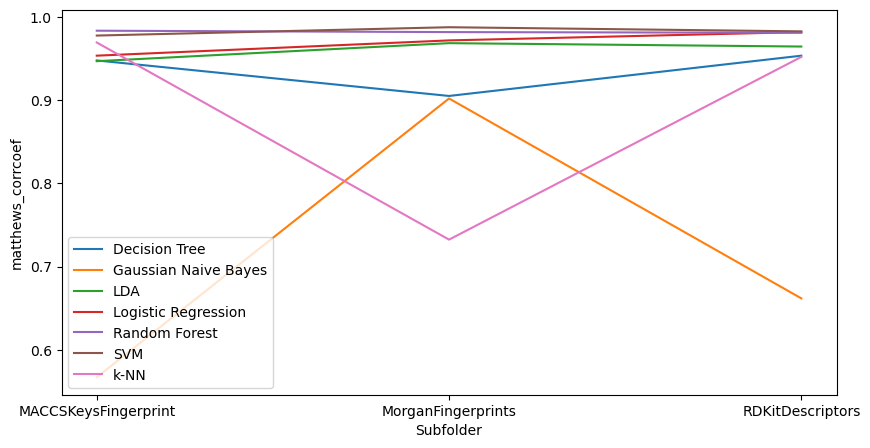 1.0
0.9
0.8
0.7
0.6
matthews_corrcoef
Decision Tree
Gaussian Naive Bayes
LDA
Logistic Regression
Random Forest
SVM
k-NN
MACCSKeysFingerprint MorganFingerprints RDKitDescriptors
Subfolder